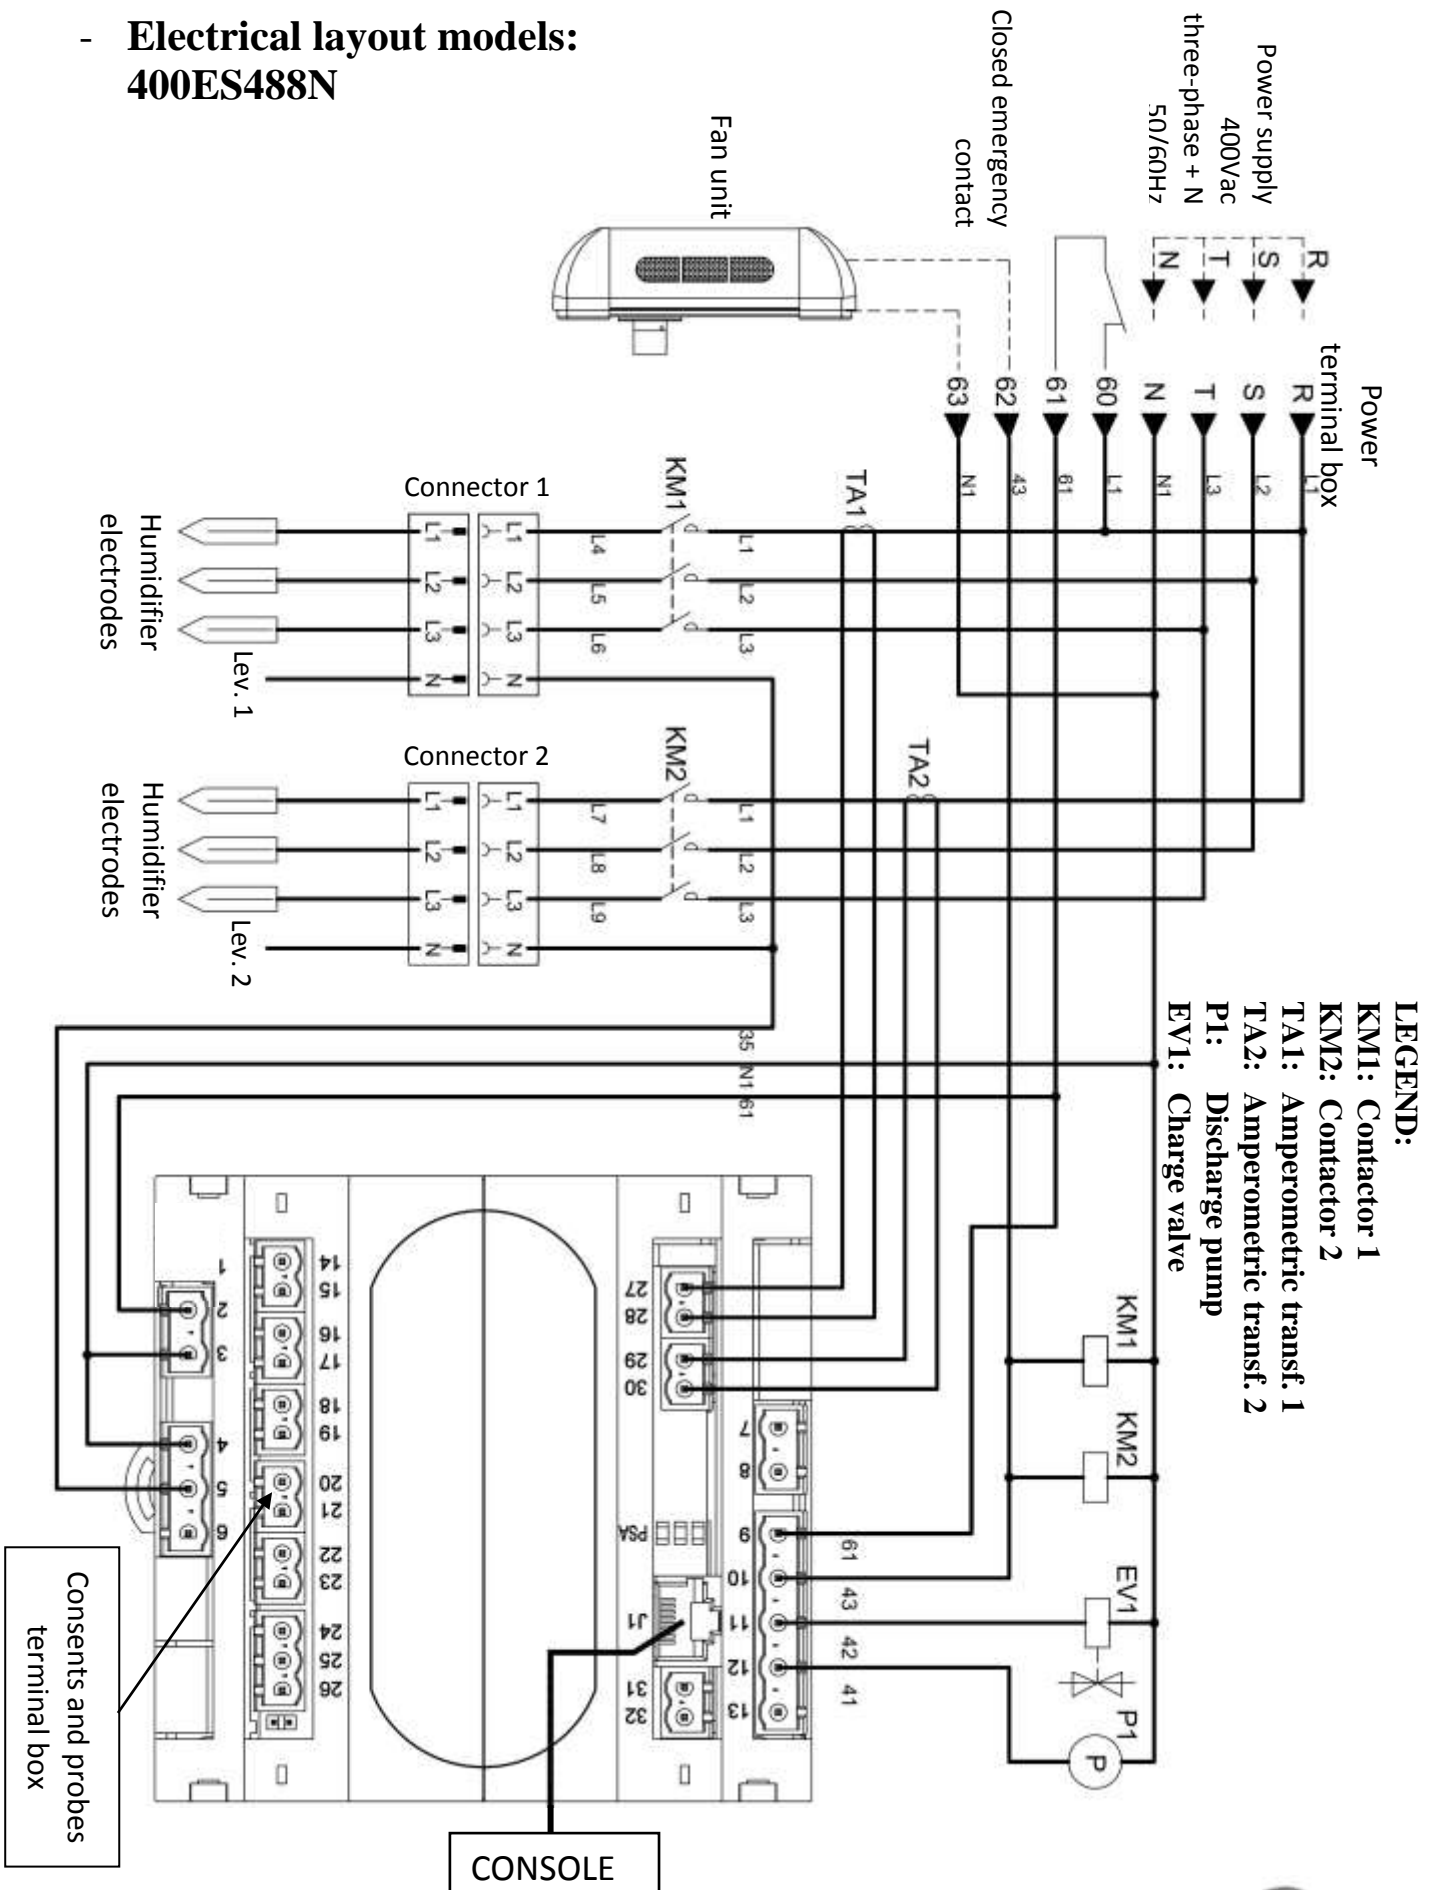 - Electrical layout models:
400ES488N
Power supply
400Vac
three-phase + N
50/60Hz
Closed emergency
contact
Fan unit
R
S
T
N
Power
terminal box
R
S
T
N
60
61
62
63
L1
L2
L3
N1
L1
61
43
N1
TA1
KM1
L1
L2
L3
L4
L5
L6
Connector 1
L1
L2
L3
N
L1
L2
L3
N
Humidifier
electrodes
Lev. 1
TA2
KM2
L1
L2
L3
L7
L8
L9
Connector 2
L1
L2
L3
N
L1
L2
L3
N
Humidifier
electrodes
Lev. 2
35
N1
61
LEGEND:
KM1: Contactor 1
KM2: Contactor 2
TA1: Amperometric transf. 1
TA2: Amperometric transf. 2
P1: Discharge pump
EV1: Charge valve
KM1
KM2
EV1
P1
P
61
43
42
41
1
2
3
4
5
6
14
15
16
17
18
19
20
21
22
23
24
25
26
27
28
29
30
PSA
J1
31
32
7
8
9
10
11
12
13
Consents and probes
terminal box
CONSOLE